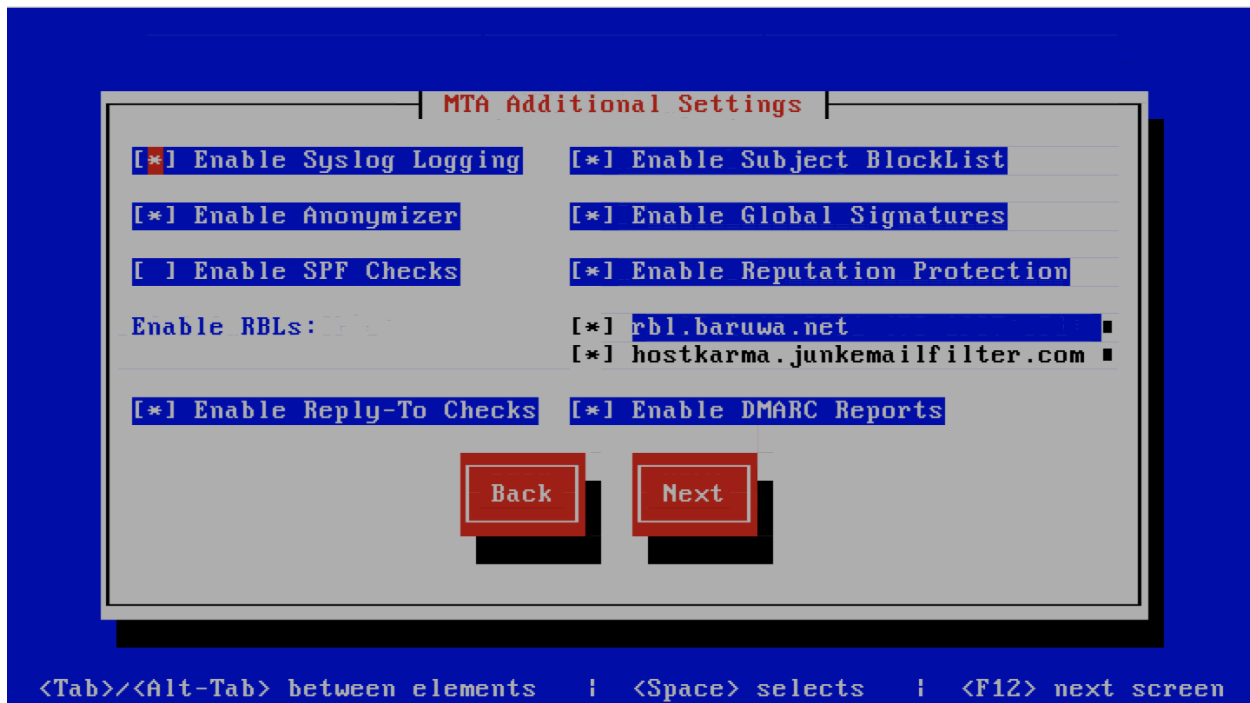 MTA Additional Settings
[*] Enable Syslog Logging [*] Enable Subject BlockList
[*] Enable Anonymizer [*] Enable Global Signatures
[ ] Enable SPF Checks [*] Enable Reputation Protection
Enable RBLs: [*] rbl.baruwa.net
[*] hostkarma.junkemailfilter.com
[*] Enable Reply-To Checks [*] Enable DMARC Reports
Back Next
<Tab>/<Alt-Tab> between elements | <Space> selects | <F12> next screen